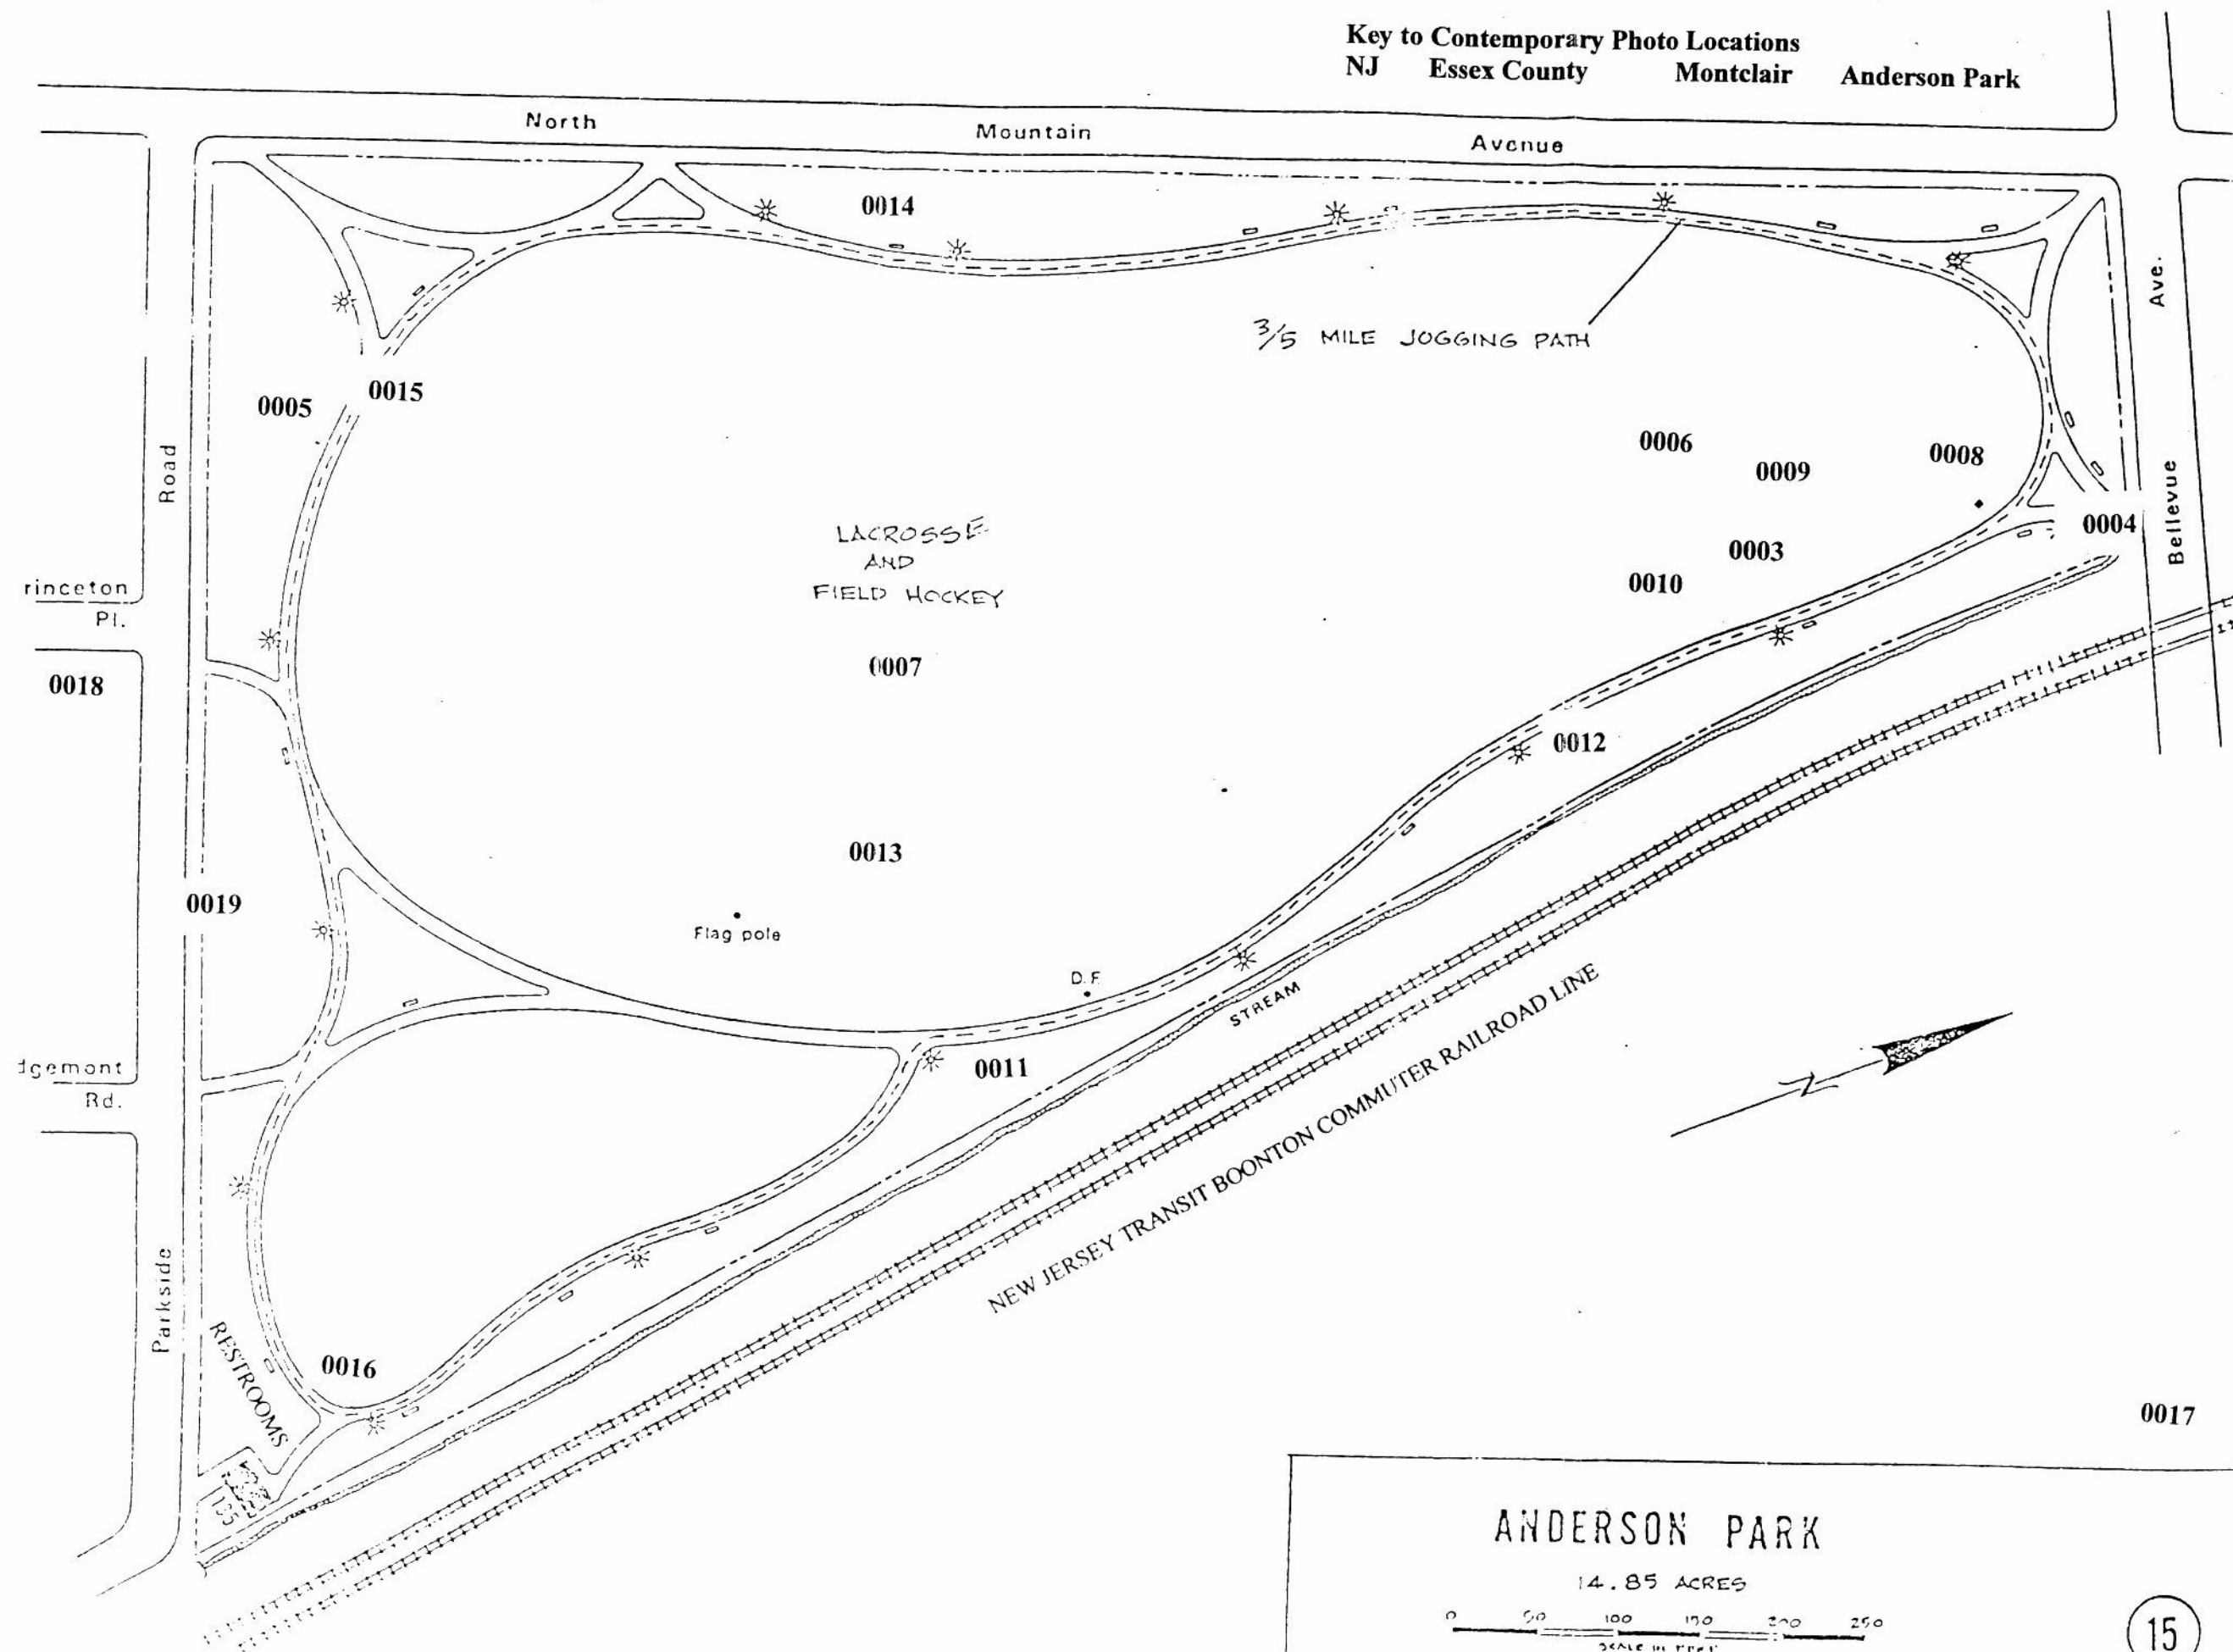 Key to Contemporary Photo Locations
NJ Essex County Montclair Anderson Park
North Mountain Avenue
0014
3/5 MILE JOGGING PATH
0005
0015
Road
Ave.
0006
0009
0008
0004
Bellevue
LACROSSE
AND
FIELD HOCKEY
0003
0010
rinceton
Pl.
0018
0007
0012
0013
0019
Flag pole
D.F.
STREAM
NEW JERSEY TRANSIT BOONTON COMMUTER RAILROAD LINE
N
dgemont
Rd.
0011
Parkside
RESTROOMS
0016
0017
ANDERSON PARK
14.85 ACRES
0 50 100 150 200 250
SCALE IN FEET
15